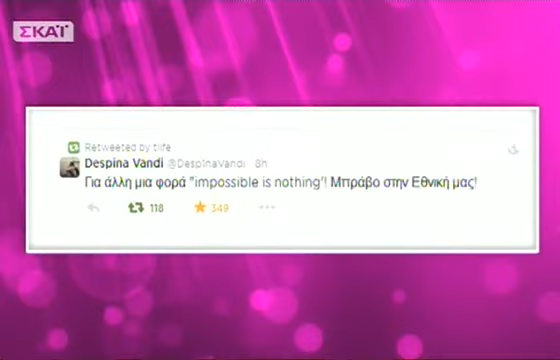 ΣΚΑΪ
Retweeted by tlife
Despina Vandi @DespinaVandi · 8h
Για άλλη μια φορά "impossible is nothing"! Μπράβο στην Εθνική μας!
118 349